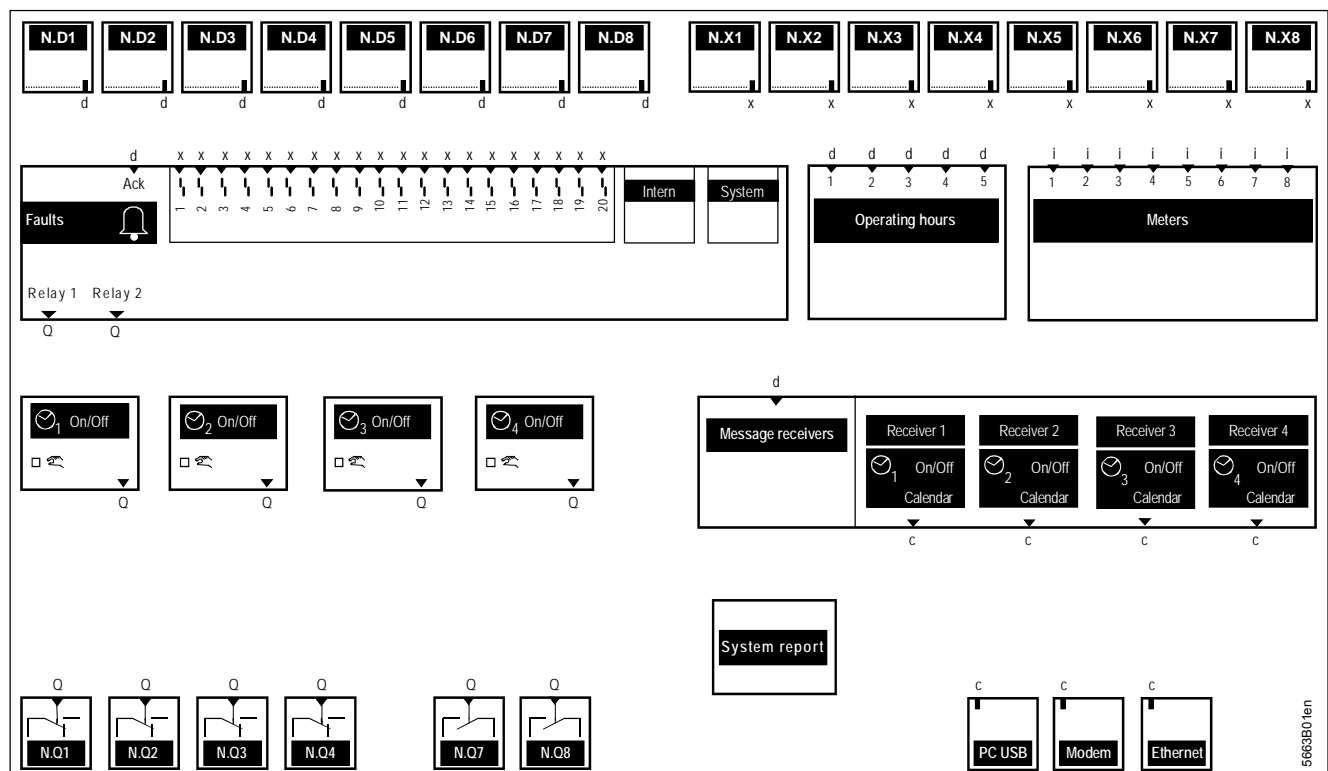 N.D1 N.D2 N.D3 N.D4 N.D5 N.D6 N.D7 N.D8 N.X1 N.X2 N.X3 N.X4 N.X5 N.X6 N.X7 N.X8
d d d d d d d d x x x x x x x x
d x x x x x x x x x x x x x x x x x x x x d d d d d i i i i i i i i
Ack 1 2 3 4 5 6 7 8 9 10 11 12 13 14 15 16 17 18 19 20 Intern System 1 2 3 4 5 1 2 3 4 5 6 7 8
Faults Operating hours Meters
Relay 1 Relay 2
Q Q
d
1 On/Off 2 On/Off 3 On/Off 4 On/Off Message receivers Receiver 1 Receiver 2 Receiver 3 Receiver 4
1 On/Off 2 On/Off 3 On/Off 4 On/Off
Calendar Calendar Calendar Calendar
Q Q Q Q
c c c c
System report
Q Q Q Q Q Q c c c
N.Q1 N.Q2 N.Q3 N.Q4 N.Q7 N.Q8 PC USB Modem Ethernet
5663B01en